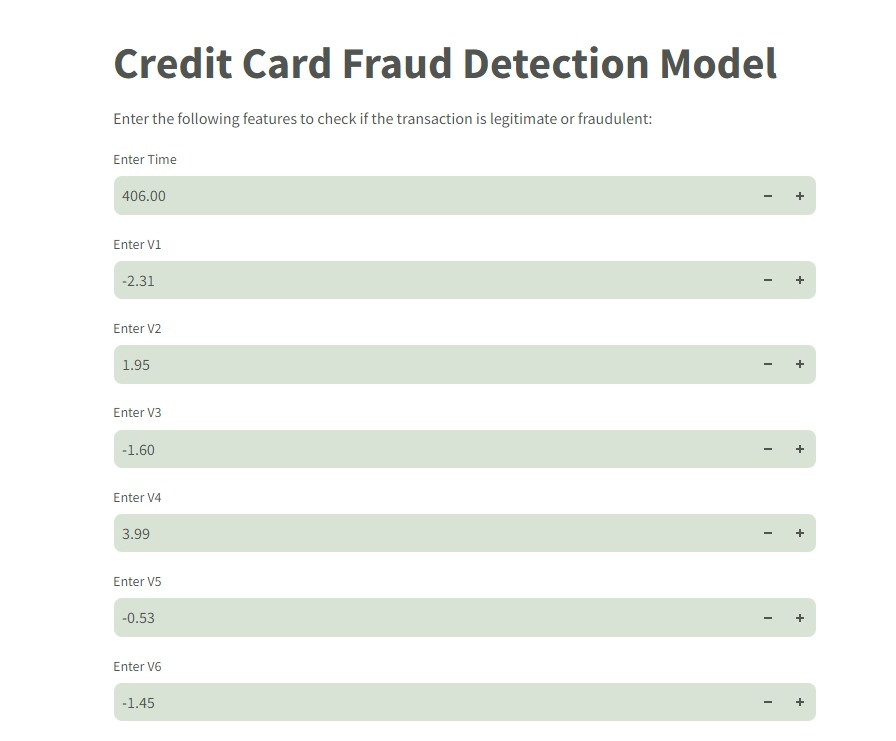 Credit Card Fraud Detection Model
Enter the following features to check if the transaction is legitimate or fraudulent:
Enter Time
406.00
Enter V1
-2.31
Enter V2
1.95
Enter V3
-1.60
Enter V4
3.99
Enter V5
-0.53
Enter V6
-1.45